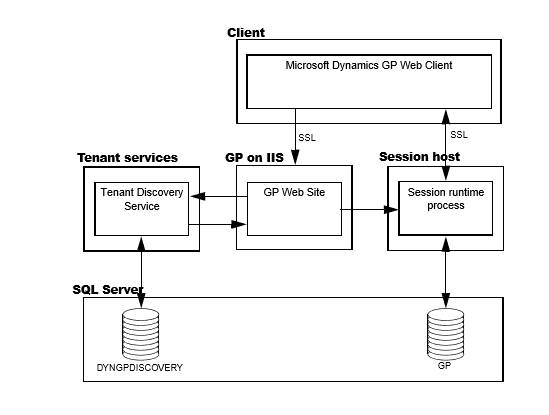 Client
Microsoft Dynamics GP Web Client
SSL
SSL
Tenant services
GP on IIS
Session host
Tenant Discovery
Service
GP Web Site
Session runtime
process
SQL Server
DYNGPDISCOVERY
GP